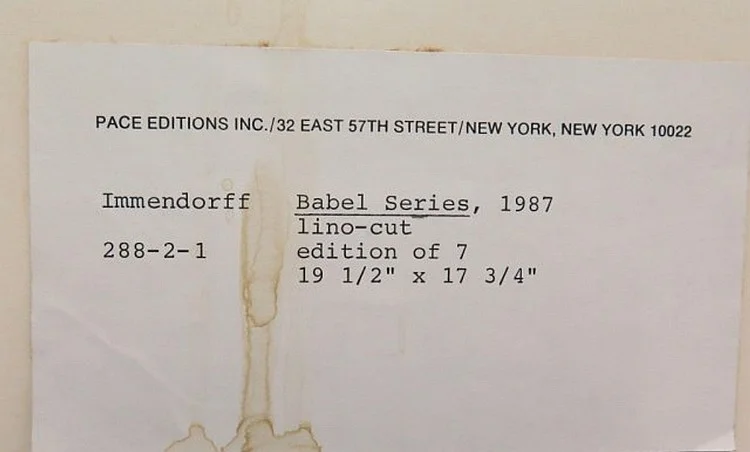 PACE EDITIONS INC./32 EAST 57TH STREET/NEW YORK, NEW YORK 10022
Immendorff Babel Series, 1987
lino-cut
288-2-1 edition of 7
19 1/2" x 17 3/4"